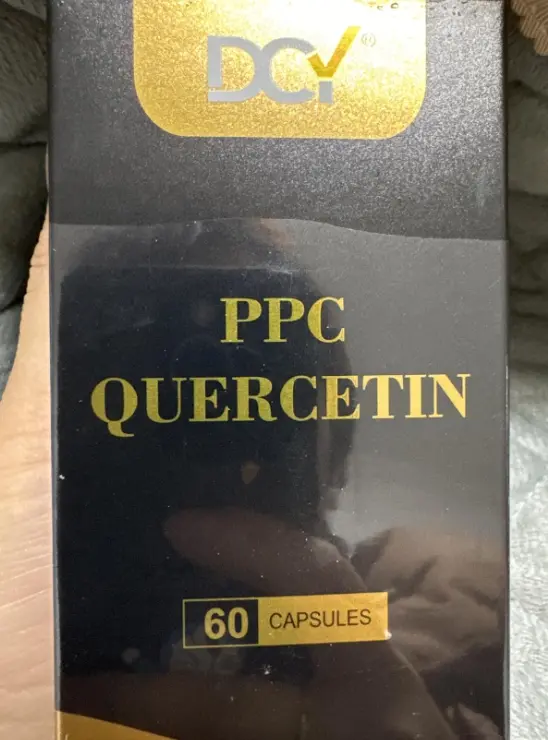 DCY®
PPC
QUERCETIN
60 CAPSULES